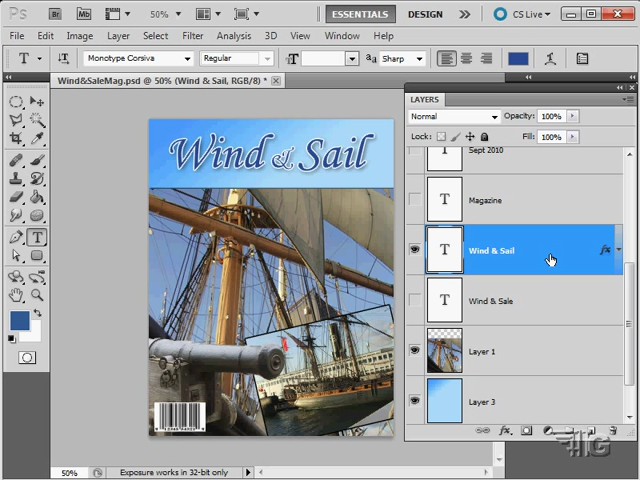 Ps Br Mb 50% ESSENTIALS DESIGN CS Live
File Edit Image Layer Select Filter Analysis 3D View Window Help
T Monotype Corsiva Regular T aa Sharp
Wind&SaleMag.psd @ 50% (Wind & Sail, RGB/8) *
LAYERS
Normal Opacity: 100%
Lock: Fill: 100%
T Sept 2010
T Magazine
T Wind & Sail fx
T Wind & Sale
Layer 1
Layer 3
Wind & Sail
50% Exposure works in 32-bit only